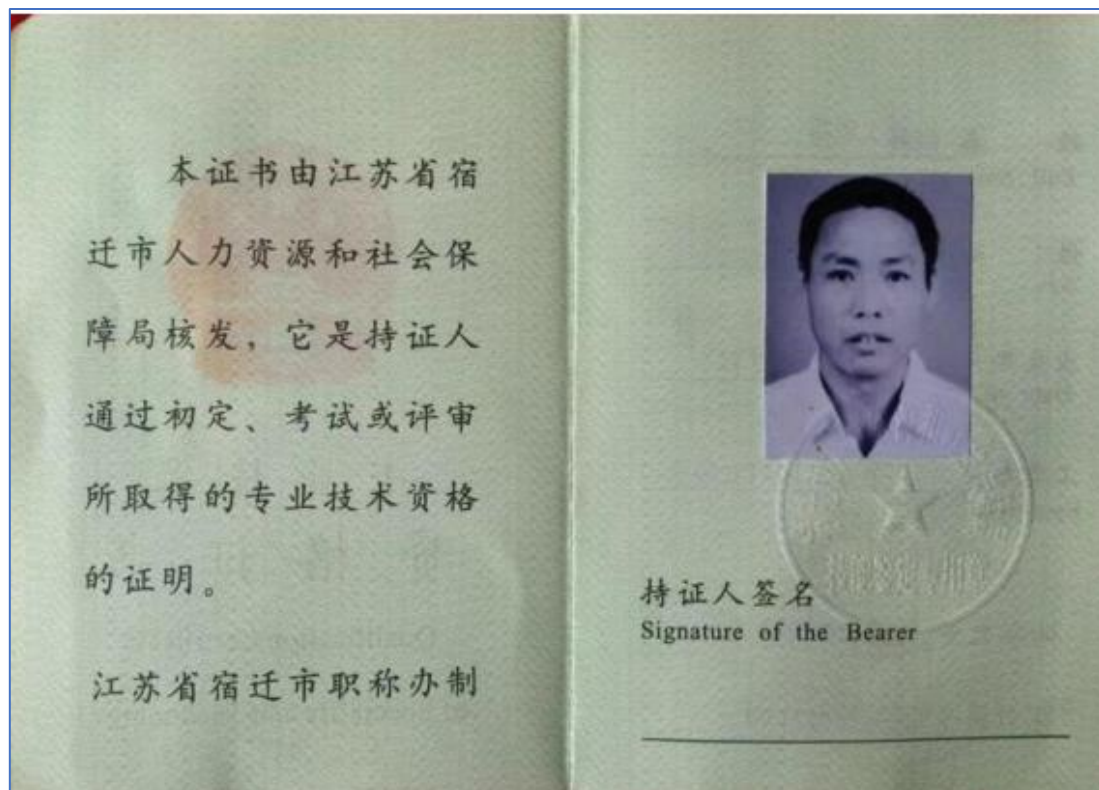 本证书由江苏省宿
迁市人力资源和社会保
障局核发，它是持证人
通过初定、考试或评审
所取得的专业技术资格
的证明。
江苏省宿迁市职称办制
持证人签名
Signature of the Bearer